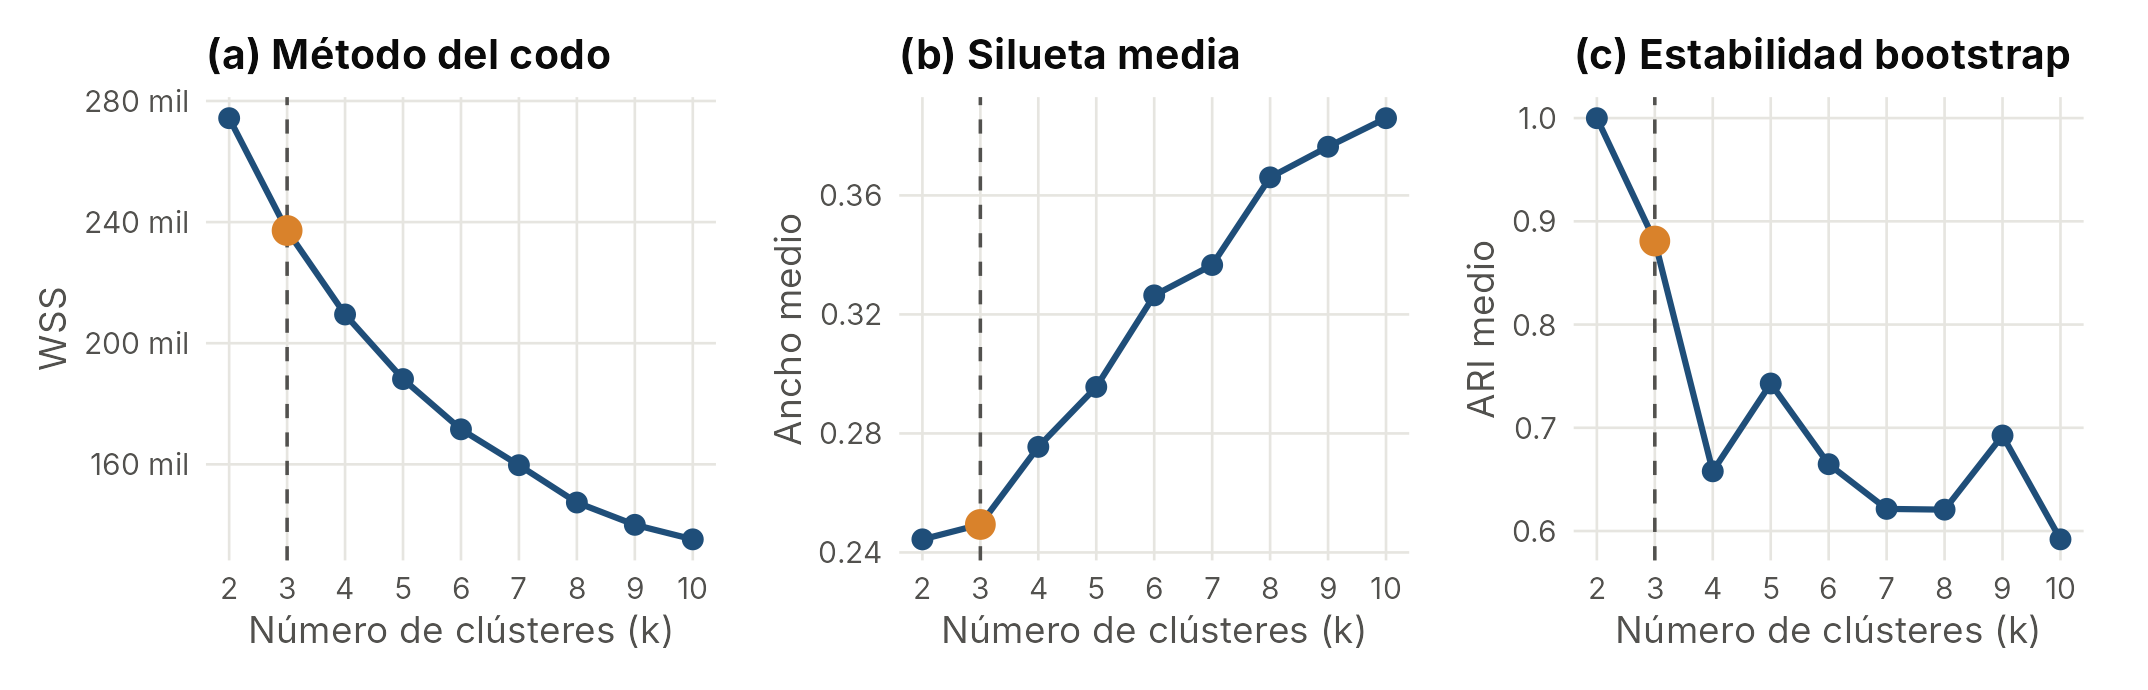 (a) Método del codo
280 mil
240 mil
200 mil
160 mil
WSS
2 3 4 5 6 7 8 9 10
Número de clústeres (k)
(b) Silueta media
0.36
0.32
0.28
0.24
Ancho medio
2 3 4 5 6 7 8 9 10
Número de clústeres (k)
(c) Estabilidad bootstrap
1.0
0.9
0.8
0.7
0.6
ARI medio
2 3 4 5 6 7 8 9 10
Número de clústeres (k)